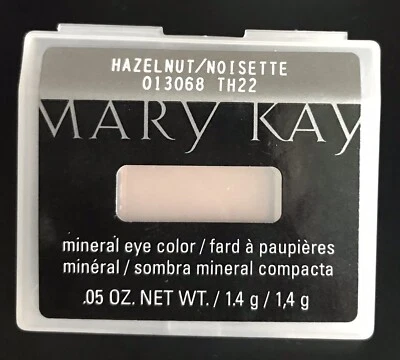 HAZELNUT/NOISETTE
013068 TH22
MARY KAY
mineral eye color / fard à paupières
minéral / sombra mineral compacta
.05 OZ. NET WT. / 1.4 g / 1,4 g